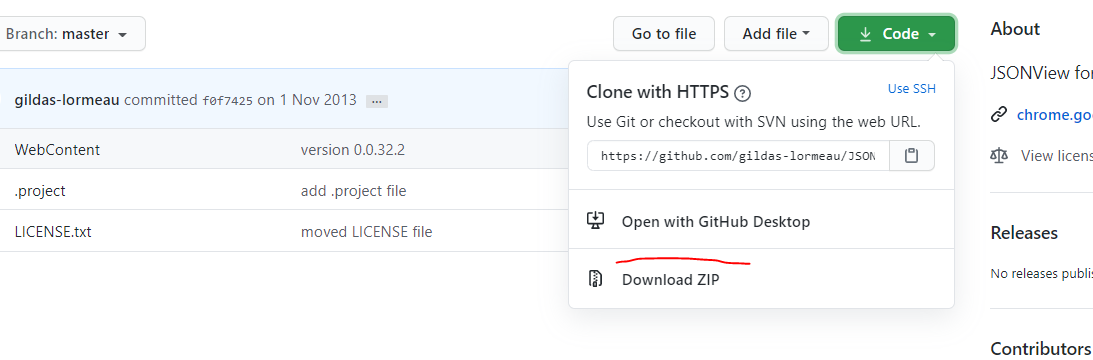 Branch: master
Go to file
Add file
Code
About
gildas-lormeau committed f0f7425 on 1 Nov 2013 ...
WebContent version 0.0.32.2
.project add .project file
LICENSE.txt moved LICENSE file
Clone with HTTPS ?
Use SSH
Use Git or checkout with SVN using the web URL.
https://github.com/gildas-lormeau/JSON
Open with GitHub Desktop
Download ZIP
JSONView for
chrome.goo
View licens
Releases
No releases publis
Contributors